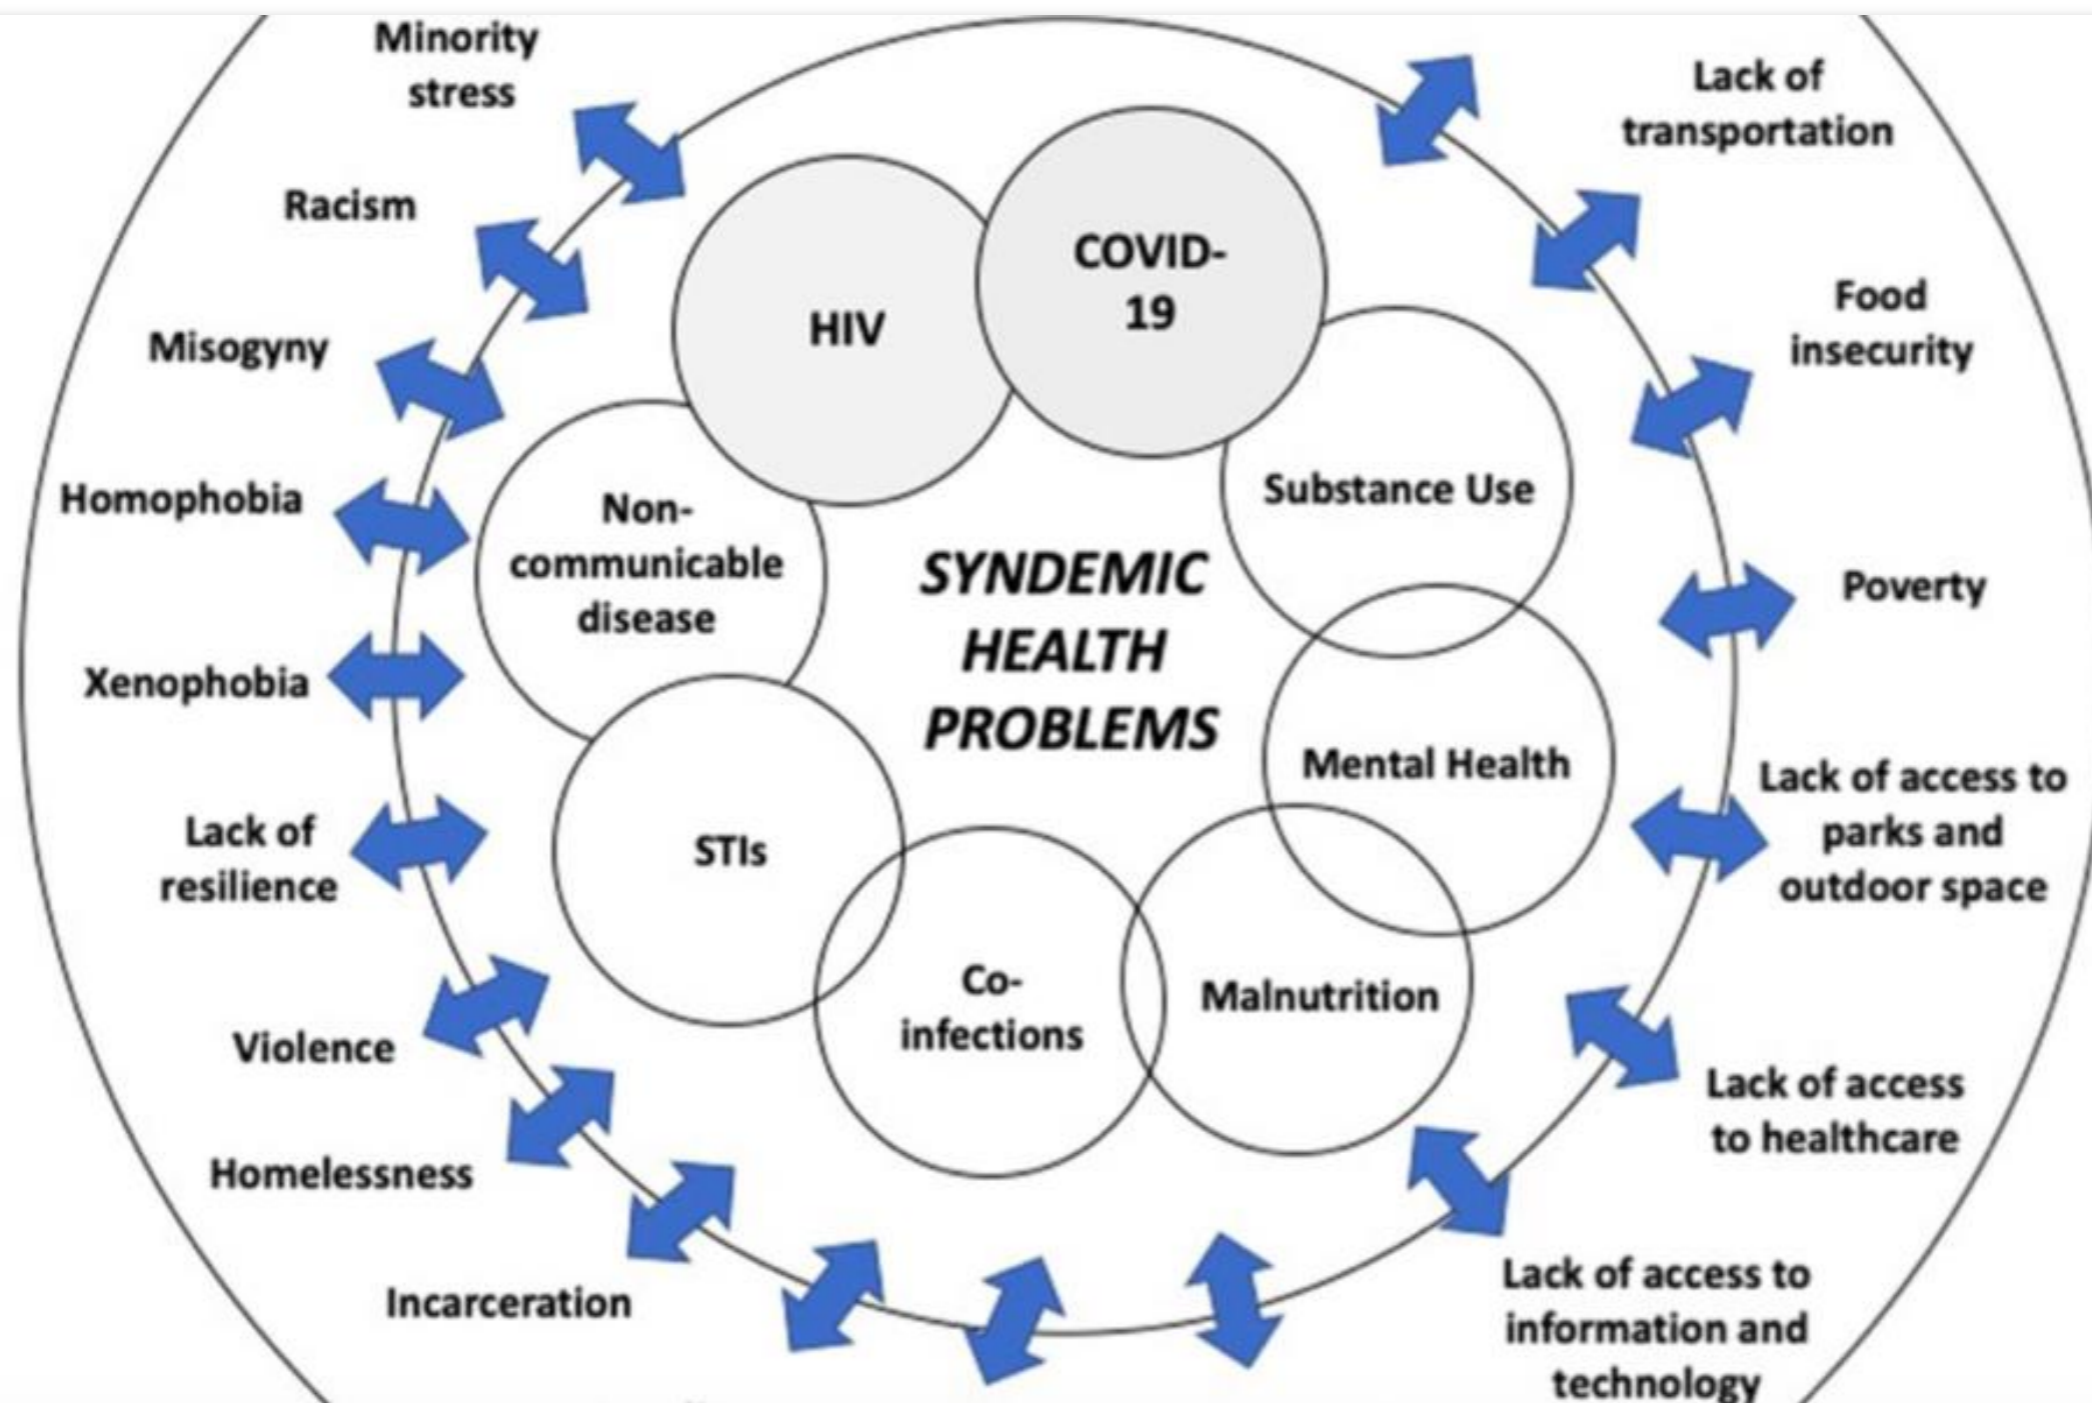 Minority
stress
Racism
Misogyny
Homophobia
Xenophobia
Lack of
resilience
Violence
Homelessness
Incarceration
HIV
COVID-
19
Non-
communicable
disease
Substance Use
SYNDEMIC
HEALTH
PROBLEMS
STIs
Mental Health
Co-
infections
Malnutrition
Lack of
transportation
Food
insecurity
Poverty
Lack of access to
parks and
outdoor space
Lack of access
to healthcare
Lack of access to
information and
technology